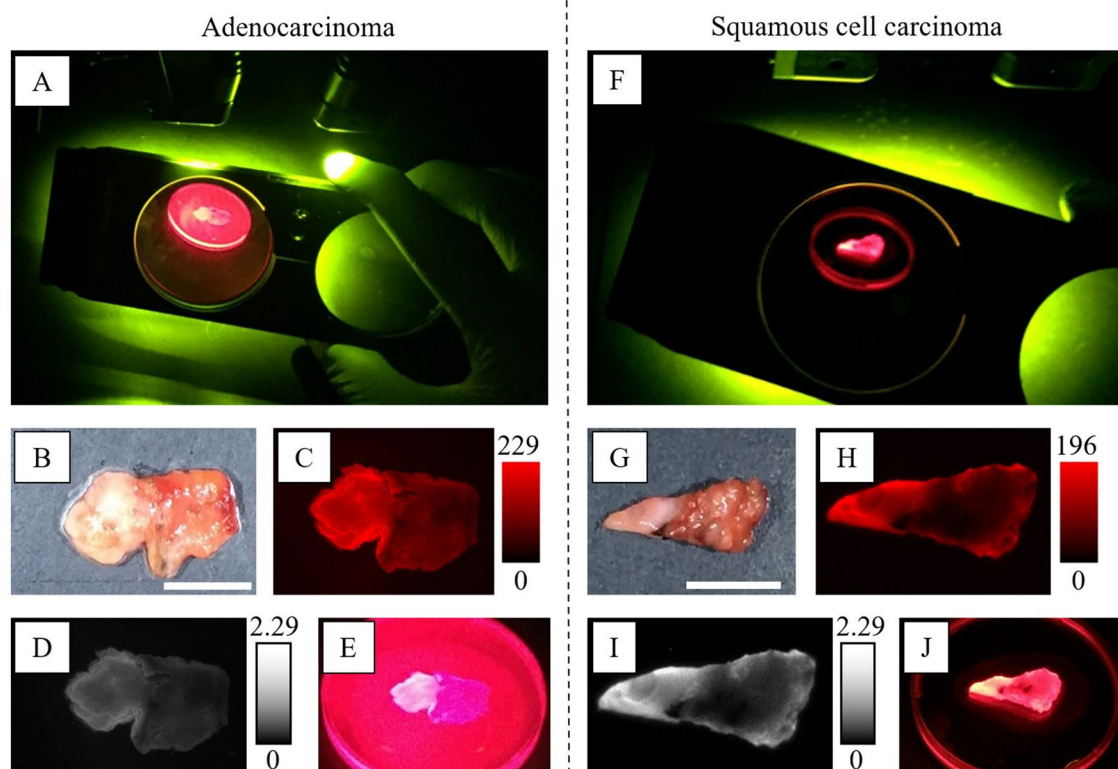 Adenocarcinoma
Squamous cell carcinoma
A
F
B
C
229
0
G
H
196
0
D
2.29
0
E
I
2.29
0
J